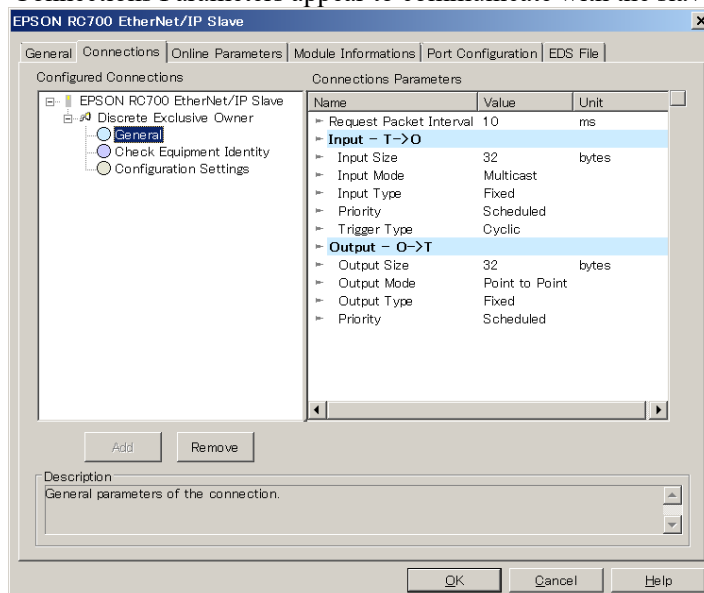 Connections Parameters appear to communicate with the
EPSON RC700 EtherNet/IP Slave
General Connections Online Parameters Module Informations Port Configuration EDS File
Configured Connections
EPSON RC700 EtherNet/IP Slave
Discrete Exclusive Owner
General
Check Equipment Identity
Configuration Settings
Connections Parameters
Name Value Unit
Request Packet Interval 10 ms
Input - T->O
Input Size 32 bytes
Input Mode Multicast
Input Type Fixed
Priority Scheduled
Trigger Type Cyclic
Output - O->T
Output Size 32 bytes
Output Mode Point to Point
Output Type Fixed
Priority Scheduled
Add Remove
Description
General parameters of the connection.
OK Cancel Help